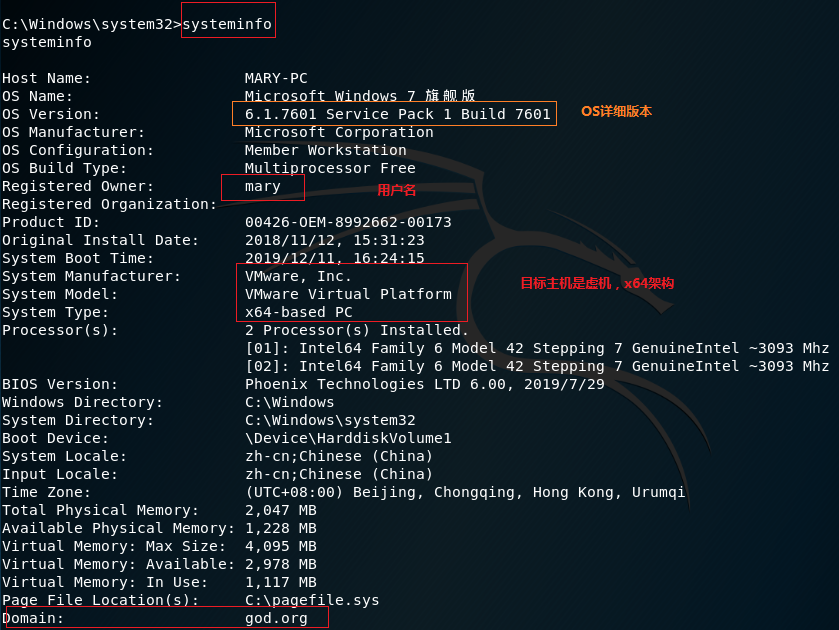 C:\Windows\system32>systeminfo
systeminfo
Host Name: MARY-PC
OS Name: Microsoft Windows 7 旗舰版
OS Version: 6.1.7601 Service Pack 1 Build 7601 OS详细版本
OS Manufacturer: Microsoft Corporation
OS Configuration: Member Workstation
OS Build Type: Multiprocessor Free
Registered Owner: mary 用户名
Registered Organization:
Product ID: 00426-OEM-8992662-00173
Original Install Date: 2018/11/12, 15:31:23
System Boot Time: 2019/12/11, 16:24:15
System Manufacturer: VMware, Inc.
System Model: VMware Virtual Platform 目标主机是虚机，x64架构
System Type: x64-based PC
Processor(s): 2 Processor(s) Installed.
[01]: Intel64 Family 6 Model 42 Stepping 7 GenuineIntel ~3093 Mhz
[02]: Intel64 Family 6 Model 42 Stepping 7 GenuineIntel ~3093 Mhz
BIOS Version: Phoenix Technologies LTD 6.00, 2019/7/29
Windows Directory: C:\Windows
System Directory: C:\Windows\system32
Boot Device: \Device\HarddiskVolume1
System Locale: zh-cn;Chinese (China)
Input Locale: zh-cn;Chinese (China)
Time Zone: (UTC+08:00) Beijing, Chongqing, Hong Kong, Urumqi
Total Physical Memory: 2,047 MB
Available Physical Memory: 1,228 MB
Virtual Memory: Max Size: 4,095 MB
Virtual Memory: Available: 2,978 MB
Virtual Memory: In Use: 1,117 MB
Page File Location(s): C:\pagefile.sys
Domain: god.org